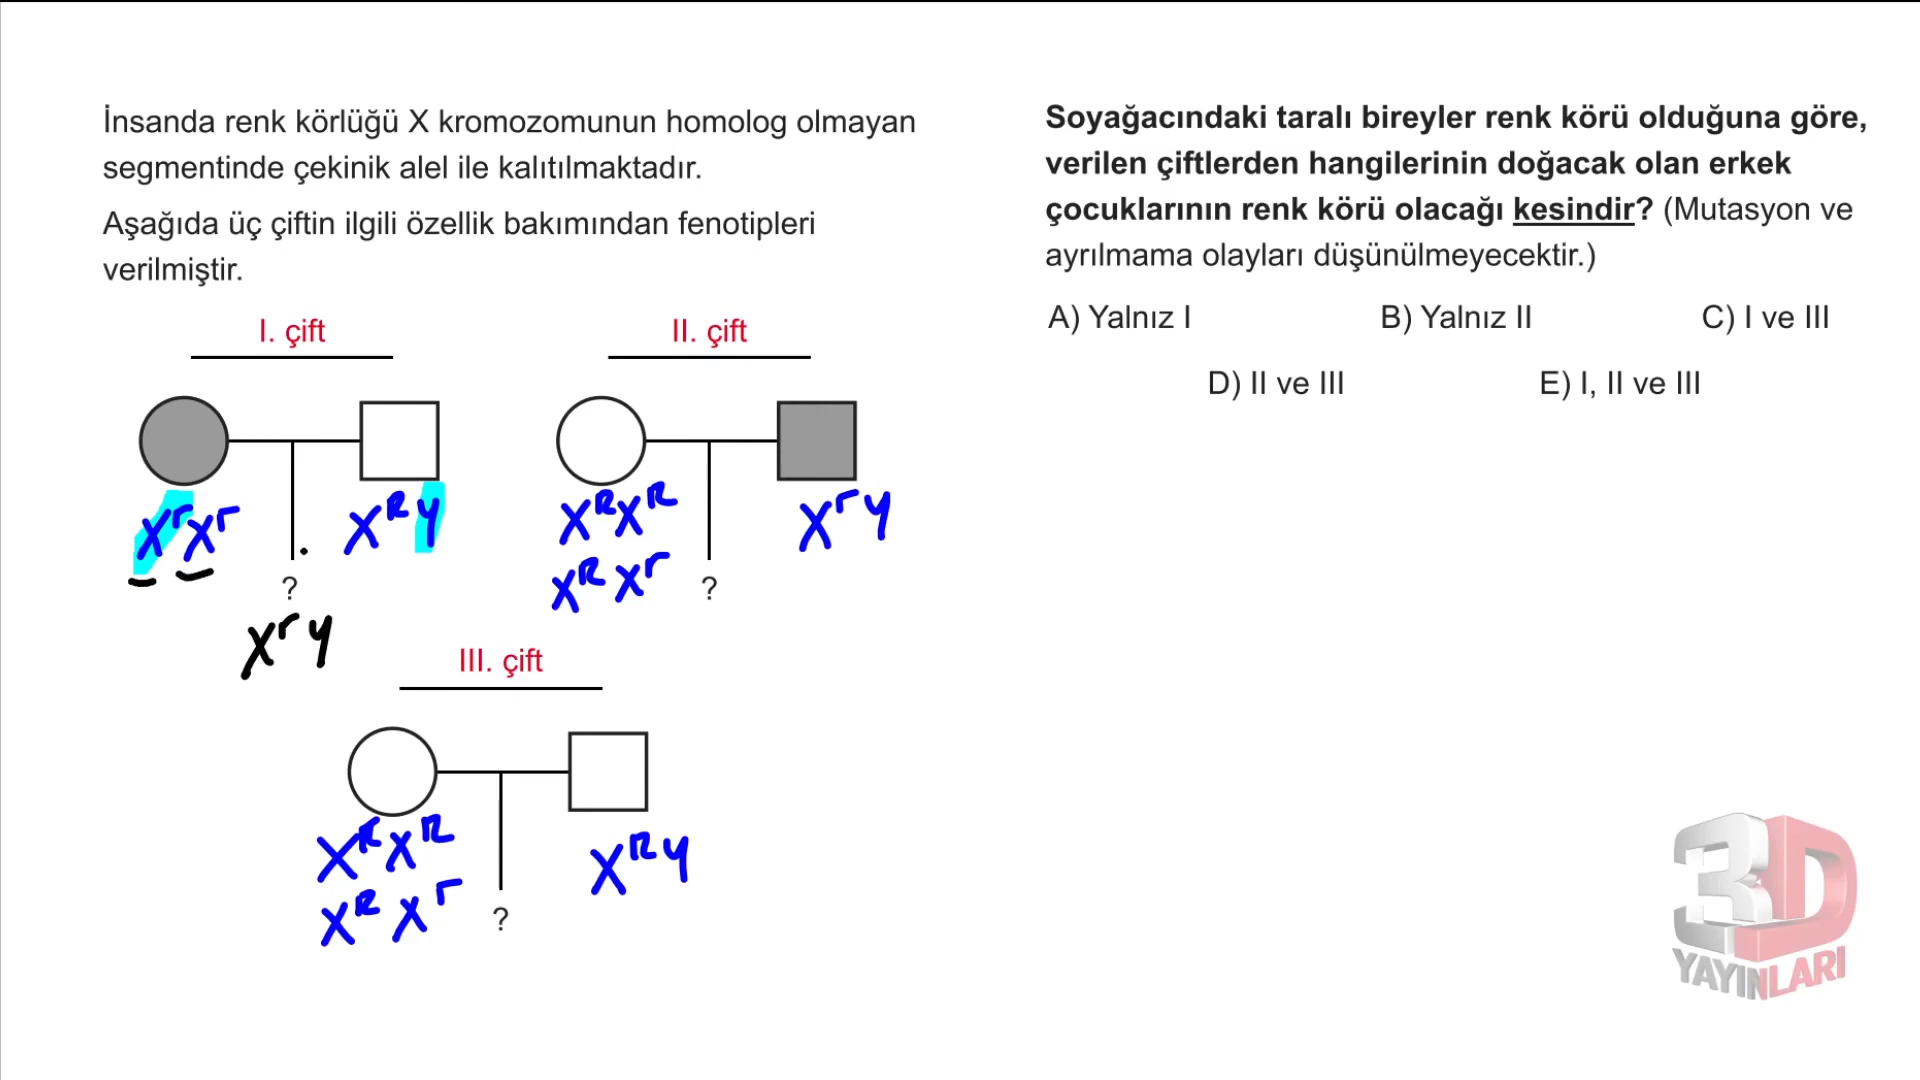 İnsanda renk körlüğü X kromozomunun homolog olmayan
segmentinde çekinik alel ile kalıtılmaktadır.
Aşağıda üç çiftin ilgili özellik bakımından fenotipleri
verilmiştir.
I. çift
II. çift
XʳXʳ
XᴿY
?
XʳY
XᴿXᴿ
XᴿXʳ
XʳY
?
III. çift
XᴿXᴿ
XᴿXʳ
XᴿY
?
Soyağacındaki taralı bireyler renk körü olduğuna göre,
verilen çiftlerden hangilerinin doğacak olan erkek
çocuklarının renk körü olacağı kesindir? (Mutasyon ve
ayrılmama olayları düşünülmeyecektir.)
A) Yalnız I B) Yalnız II C) I ve III
D) II ve III E) I, II ve III
3D
YAYINLARI